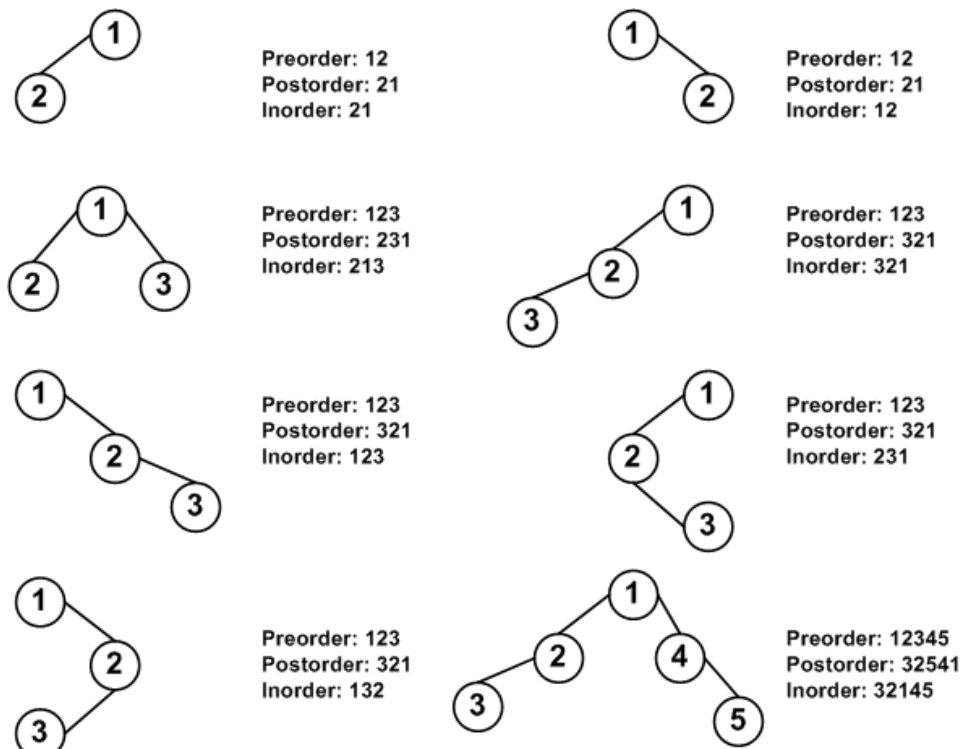 1
2
Preorder: 12
Postorder: 21
Inorder: 21
1
2
Preorder: 12
Postorder: 21
Inorder: 12
1
2 3
Preorder: 123
Postorder: 231
Inorder: 213
1
2
3
Preorder: 123
Postorder: 321
Inorder: 321
1
2
3
Preorder: 123
Postorder: 321
Inorder: 123
1
2
3
Preorder: 123
Postorder: 321
Inorder: 231
1
2
3
Preorder: 123
Postorder: 321
Inorder: 132
1
2 4
3 5
Preorder: 12345
Postorder: 32541
Inorder: 32145